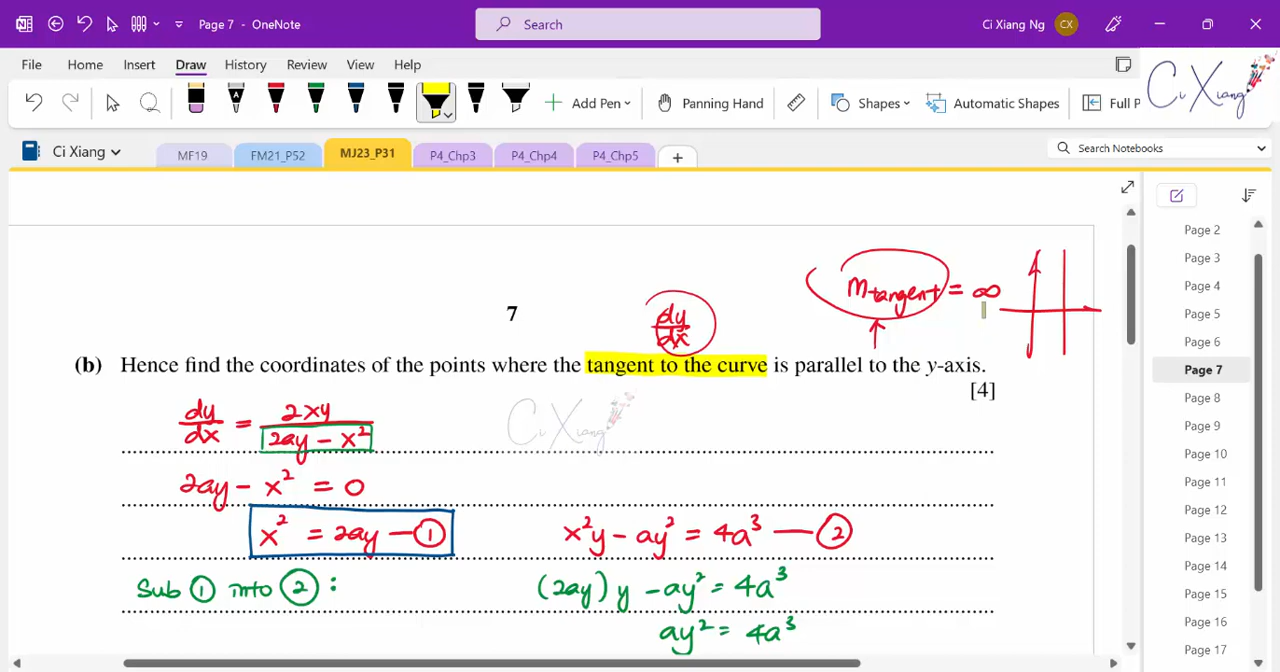 Page 7 - OneNote
Search
Ci Xiang Ng
CX
File Home Insert Draw History Review View Help
Ci Xiang
Add Pen
Panning Hand
Shapes
Automatic Shapes
Full P
Ci Xiang
MF19
FM21_P52
MJ23_P31
P4_Chp3
P4_Chp4
P4_Chp5
Search Notebooks
m tangent = ∞
7
dy/dx
(b) Hence find the coordinates of the points where the tangent to the curve is parallel to the y-axis.
[4]
Ci Xiang
dy/dx = 2xy / 2ay - x²
2ay - x² = 0
x² = 2ay — ①
x²y - ay² = 4a³ — ②
Sub ① into ② :
(2ay) y - ay² = 4a³
ay² = 4a³
Page 2
Page 3
Page 4
Page 5
Page 6
Page 7
Page 8
Page 9
Page 10
Page 11
Page 12
Page 13
Page 14
Page 15
Page 16
Page 17